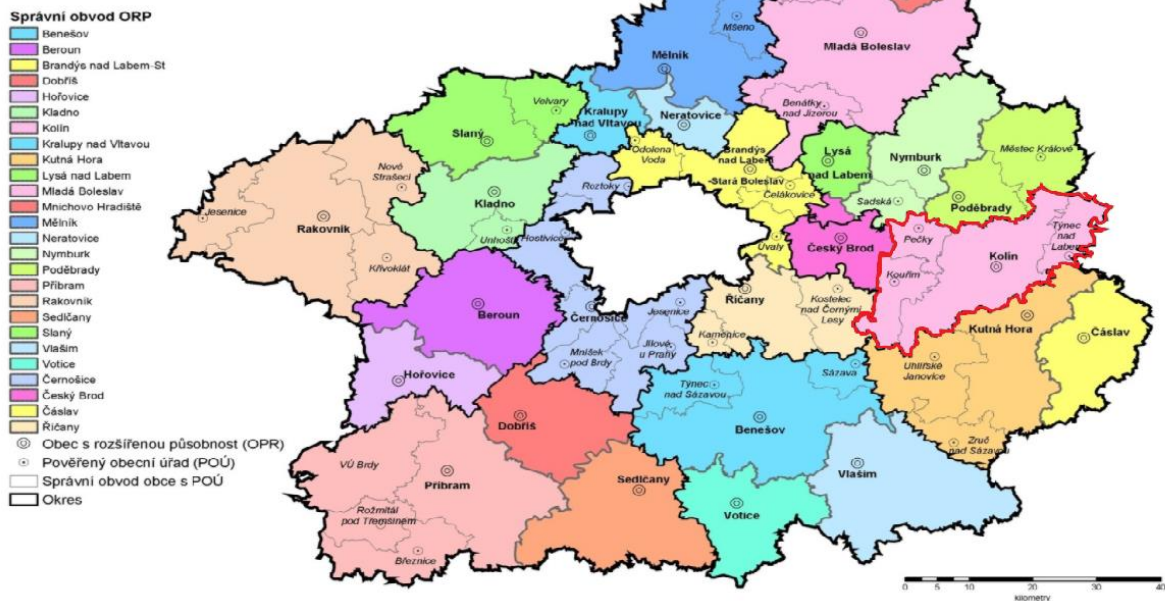 Správní obvod ORP
Benešov
Beroun
Brandýs nad Labem-St
Dobříš
Hořovice
Kladno
Kolín
Kralupy nad Vltavou
Kutná Hora
Lysá nad Labem
Mladá Boleslav
Mnichovo Hradiště
Mělník
Neratovice
Nymburk
Poděbrady
Příbram
Rakovník
Sedlčany
Slaný
Vlašim
Votice
Černošice
Český Brod
Čáslav
Říčany
Obec s rozšířenou působnost (OPR)
Pověřený obecní úřad (POÚ)
Správní obvod obce s POÚ
Okres
Mšeno
Mělník
Mladá Boleslav
Benátky
nad Jizerou
Velvary
Slaný
Kralupy
nad Vltavou
Neratovice
Odolena
Voda
Brandýs
nad Labem
-Stará Boleslav
Čelákovice
Lysá
nad Labem
Nymburk
Městec Králové
Sadská
Poděbrady
Nové
Strašecí
Jesenice
Rakovník
Křivoklát
Kladno
Unhošť
Hostivice
Roztoky
Úvaly
Český Brod
Pečky
Kouřim
Kolín
Týnec
nad
Labem
Beroun
Hořovice
Černošice
Jesenice
Mníšek
pod Brdy
Jílové
u Prahy
Říčany
Kamenice
Kostelec
nad Černými
Lesy
Kutná Hora
Čáslav
Uhlířské
Janovice
Zruč
nad Sázavou
Dobříš
Týnec
nad Sázavou
Sázava
Benešov
Vlašim
VÚ Brdy
Příbram
Rožmitál
pod Třemšínem
Březnice
Sedlčany
Votice
0 5 10 20 30 40
kilometry